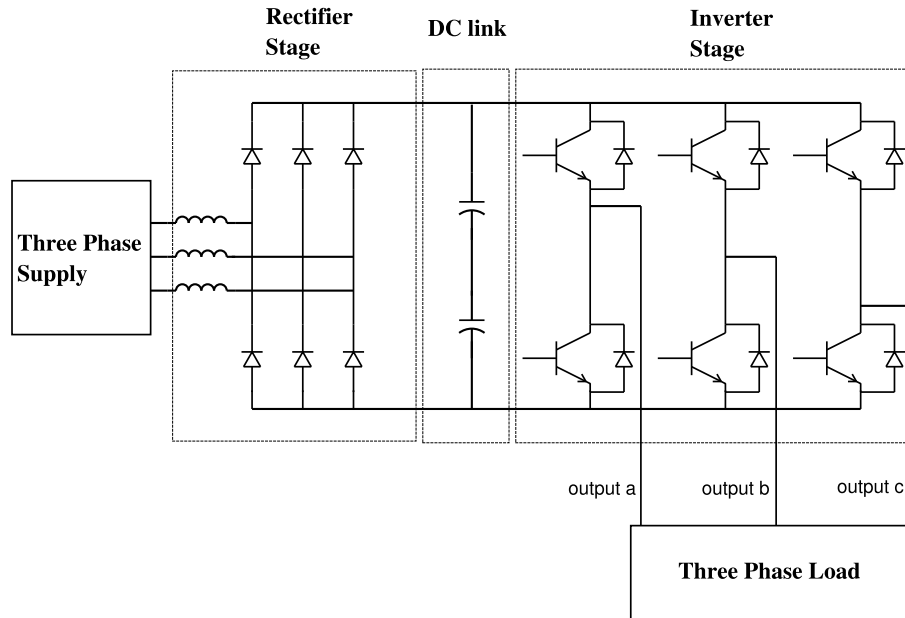 Rectifier
Stage
DC link
Inverter
Stage
Three Phase
Supply
output a
output b
output c
Three Phase Load